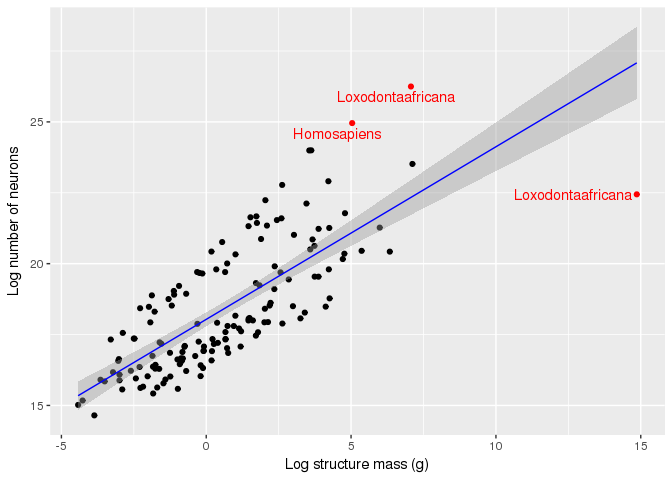 Loxodontaafricana
25
Homosapiens
Loxodontaafricana
20
15
-5
0
5
10
15
Log structure mass (g)
Log number of neurons